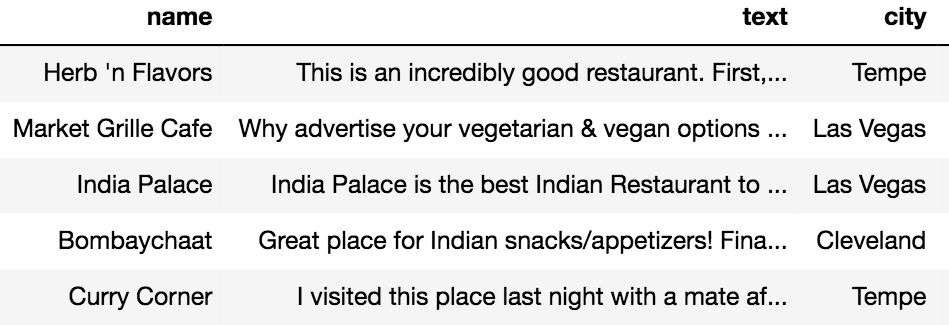 name text city
Herb 'n Flavors This is an incredibly good restaurant. First,... Tempe
Market Grille Cafe Why advertise your vegetarian & vegan options ... Las Vegas
India Palace India Palace is the best Indian Restaurant to ... Las Vegas
Bombaychaat Great place for Indian snacks/appetizers! Fina... Cleveland
Curry Corner I visited this place last night with a mate af... Tempe